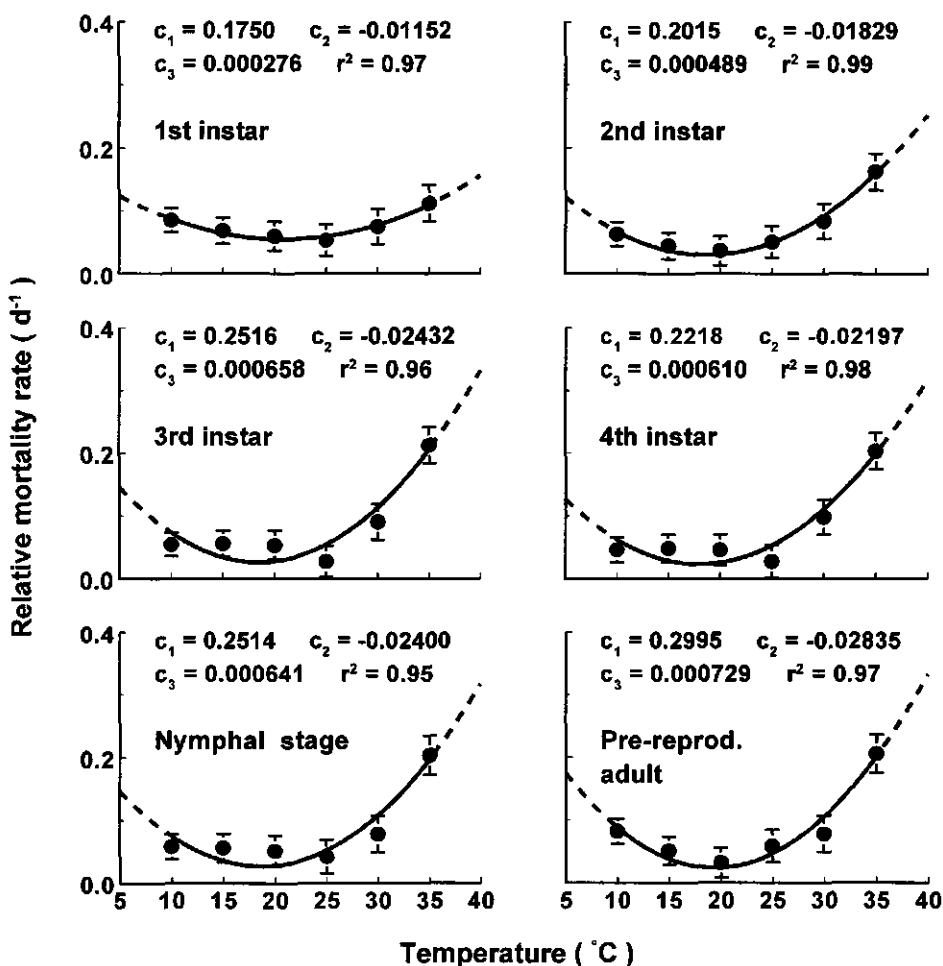 0.4
c₁ = 0.1750 c₂ = -0.01152
c₃ = 0.000276 r² = 0.97
1st instar
0.2
0.0
c₁ = 0.2015 c₂ = -0.01829
c₃ = 0.000489 r² = 0.99
2nd instar
0.4
c₁ = 0.2516 c₂ = -0.02432
c₃ = 0.000658 r² = 0.96
3rd instar
0.2
0.0
c₁ = 0.2218 c₂ = -0.02197
c₃ = 0.000610 r² = 0.98
4th instar
0.4
c₁ = 0.2514 c₂ = -0.02400
c₃ = 0.000641 r² = 0.95
Nymphal stage
0.2
0.0
5 10 15 20 25 30 35 40
c₁ = 0.2995 c₂ = -0.02835
c₃ = 0.000729 r² = 0.97
Pre-reprod.
adult
5 10 15 20 25 30 35 40
Relative mortality rate ( d⁻¹ )
Temperature ( °C )